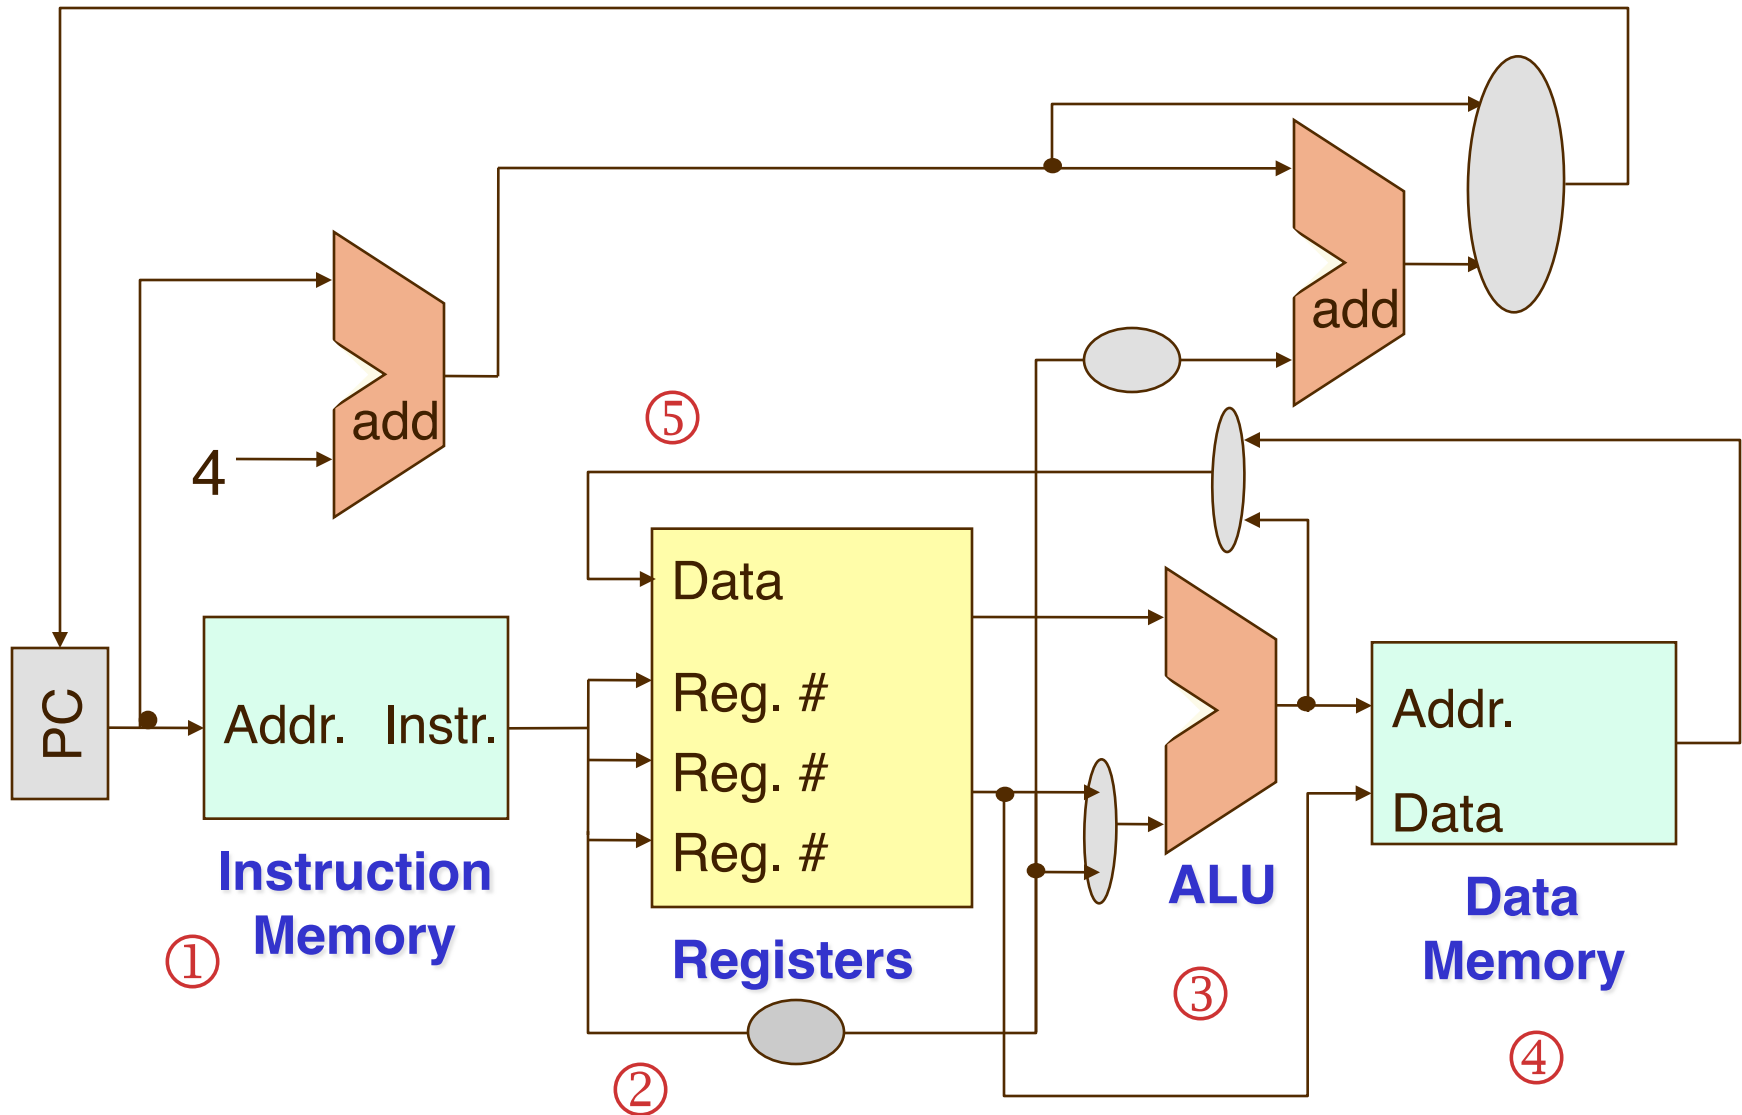 add
add
4
⑤
Data
PC
Addr. Instr.
Reg. #
Reg. #
Reg. #
Addr.
Data
Instruction
Memory
ALU
Data
Memory
Registers
①
③
④
②